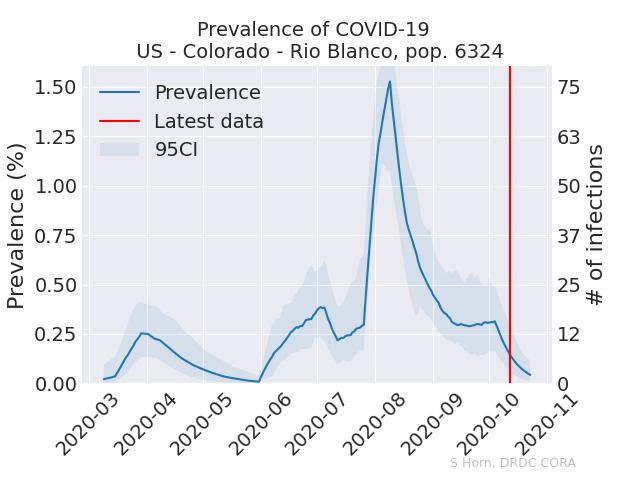 Prevalence of COVID-19
US - Colorado - Rio Blanco, pop. 6324
Prevalence
Latest data
95CI
Prevalence (%)
1.50
1.25
1.00
0.75
0.50
0.25
0.00
75
63
50
37
25
12
0
# of infections
2020-03
2020-04
2020-05
2020-06
2020-07
2020-08
2020-09
2020-10
2020-11
S Horn, DRDC CORA